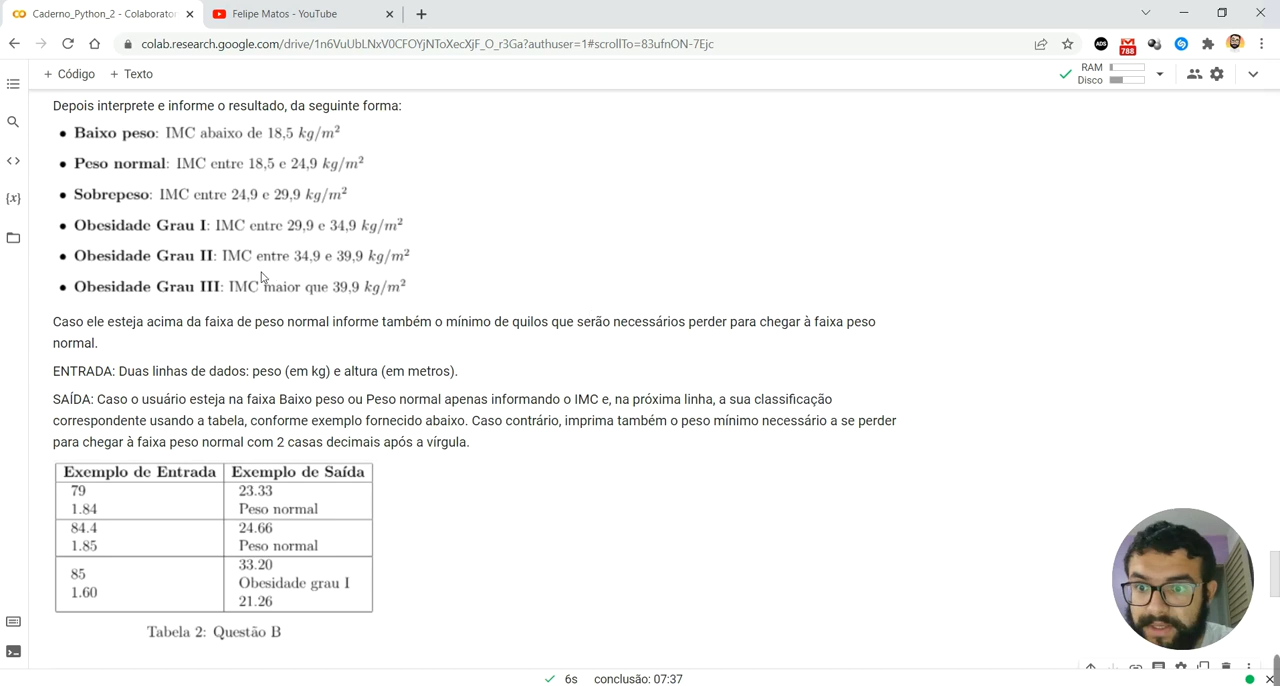 Caderno_Python_2 - Colaborator
Felipe Matos - YouTube
colab.research.google.com/drive/1n6VuUbLNxV0CFOYjNToXecXjF_O_r3Ga?authuser=1#scrollTo=83ufnON-7Ejc
ADS
788
+ Código + Texto
RAM
Disco
Depois interprete e informe o resultado, da seguinte forma:
• Baixo peso: IMC abaixo de 18,5 kg/m²
• Peso normal: IMC entre 18,5 e 24,9 kg/m²
• Sobrepeso: IMC entre 24,9 e 29,9 kg/m²
• Obesidade Grau I: IMC entre 29,9 e 34,9 kg/m²
• Obesidade Grau II: IMC entre 34,9 e 39,9 kg/m²
• Obesidade Grau III: IMC maior que 39,9 kg/m²
Caso ele esteja acima da faixa de peso normal informe também o mínimo de quilos que serão necessários perder para chegar à faixa peso
normal.
ENTRADA: Duas linhas de dados: peso (em kg) e altura (em metros).
SAÍDA: Caso o usuário esteja na faixa Baixo peso ou Peso normal apenas informando o IMC e, na próxima linha, a sua classificação
correspondente usando a tabela, conforme exemplo fornecido abaixo. Caso contrário, imprima também o peso mínimo necessário a se perder
para chegar à faixa peso normal com 2 casas decimais após a vírgula.
Exemplo de Entrada Exemplo de Saída
79 23.33
1.84 Peso normal
84.4 24.66
1.85 Peso normal
33.20
85
Obesidade grau I
1.60
21.26
Tabela 2: Questão B
6s conclusão: 07:37